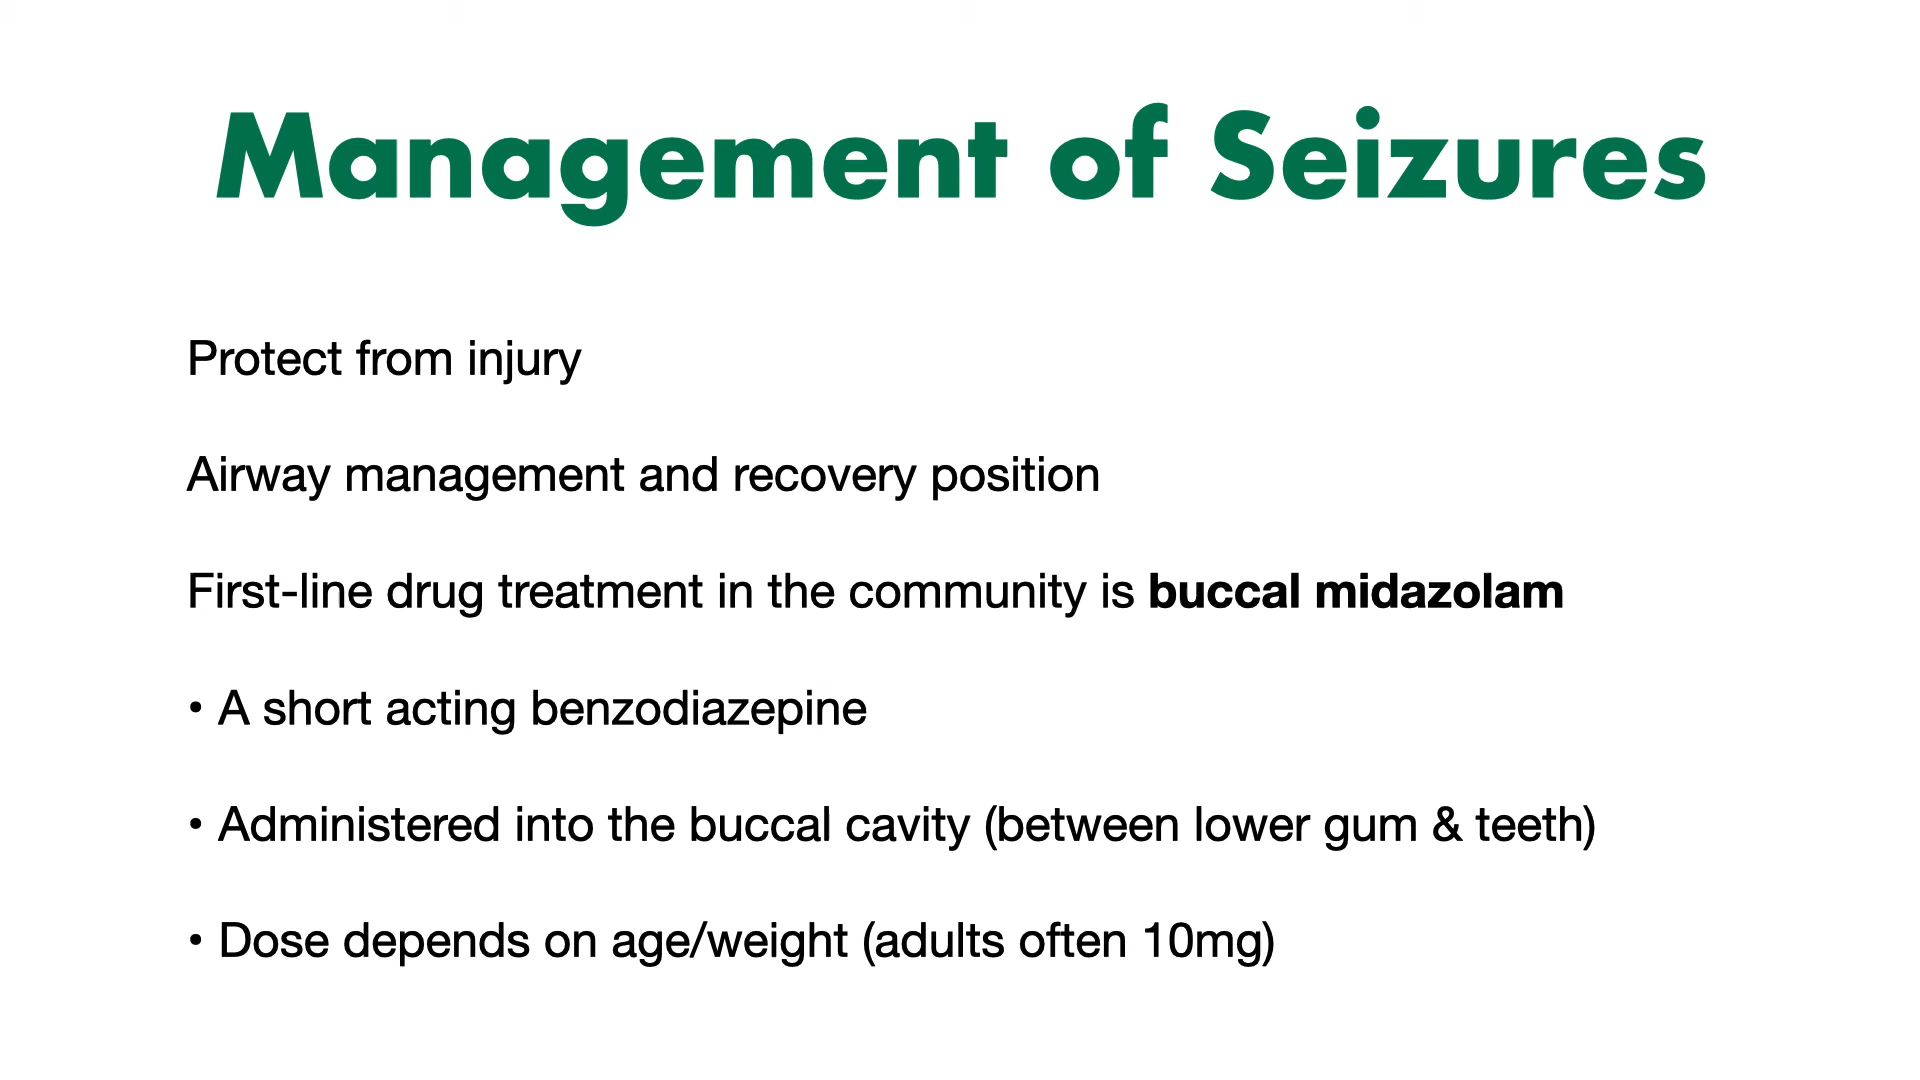 Management of Seizures
Protect from injury
Airway management and recovery position
First-line drug treatment in the community is buccal midazolam
• A short acting benzodiazepine
• Administered into the buccal cavity (between lower gum & teeth)
• Dose depends on age/weight (adults often 10mg)